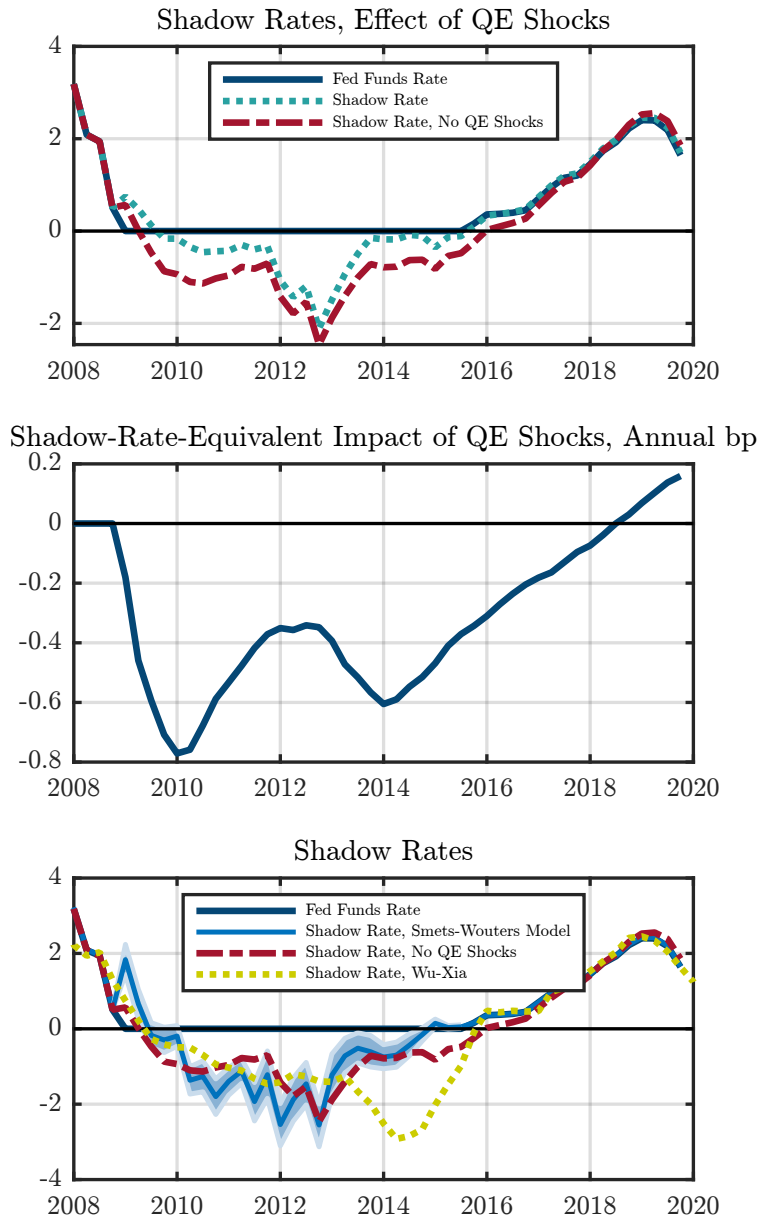 Shadow Rates, Effect of QE Shocks
4
2
0
-2
Fed Funds Rate
Shadow Rate
Shadow Rate, No QE Shocks
2008 2010 2012 2014 2016 2018 2020
Shadow-Rate-Equivalent Impact of QE Shocks, Annual bp
0.2
0
-0.2
-0.4
-0.6
-0.8
2008 2010 2012 2014 2016 2018 2020
Shadow Rates
4
2
0
-2
-4
Fed Funds Rate
Shadow Rate, Smets-Wouters Model
Shadow Rate, No QE Shocks
Shadow Rate, Wu-Xia
2008 2010 2012 2014 2016 2018 2020